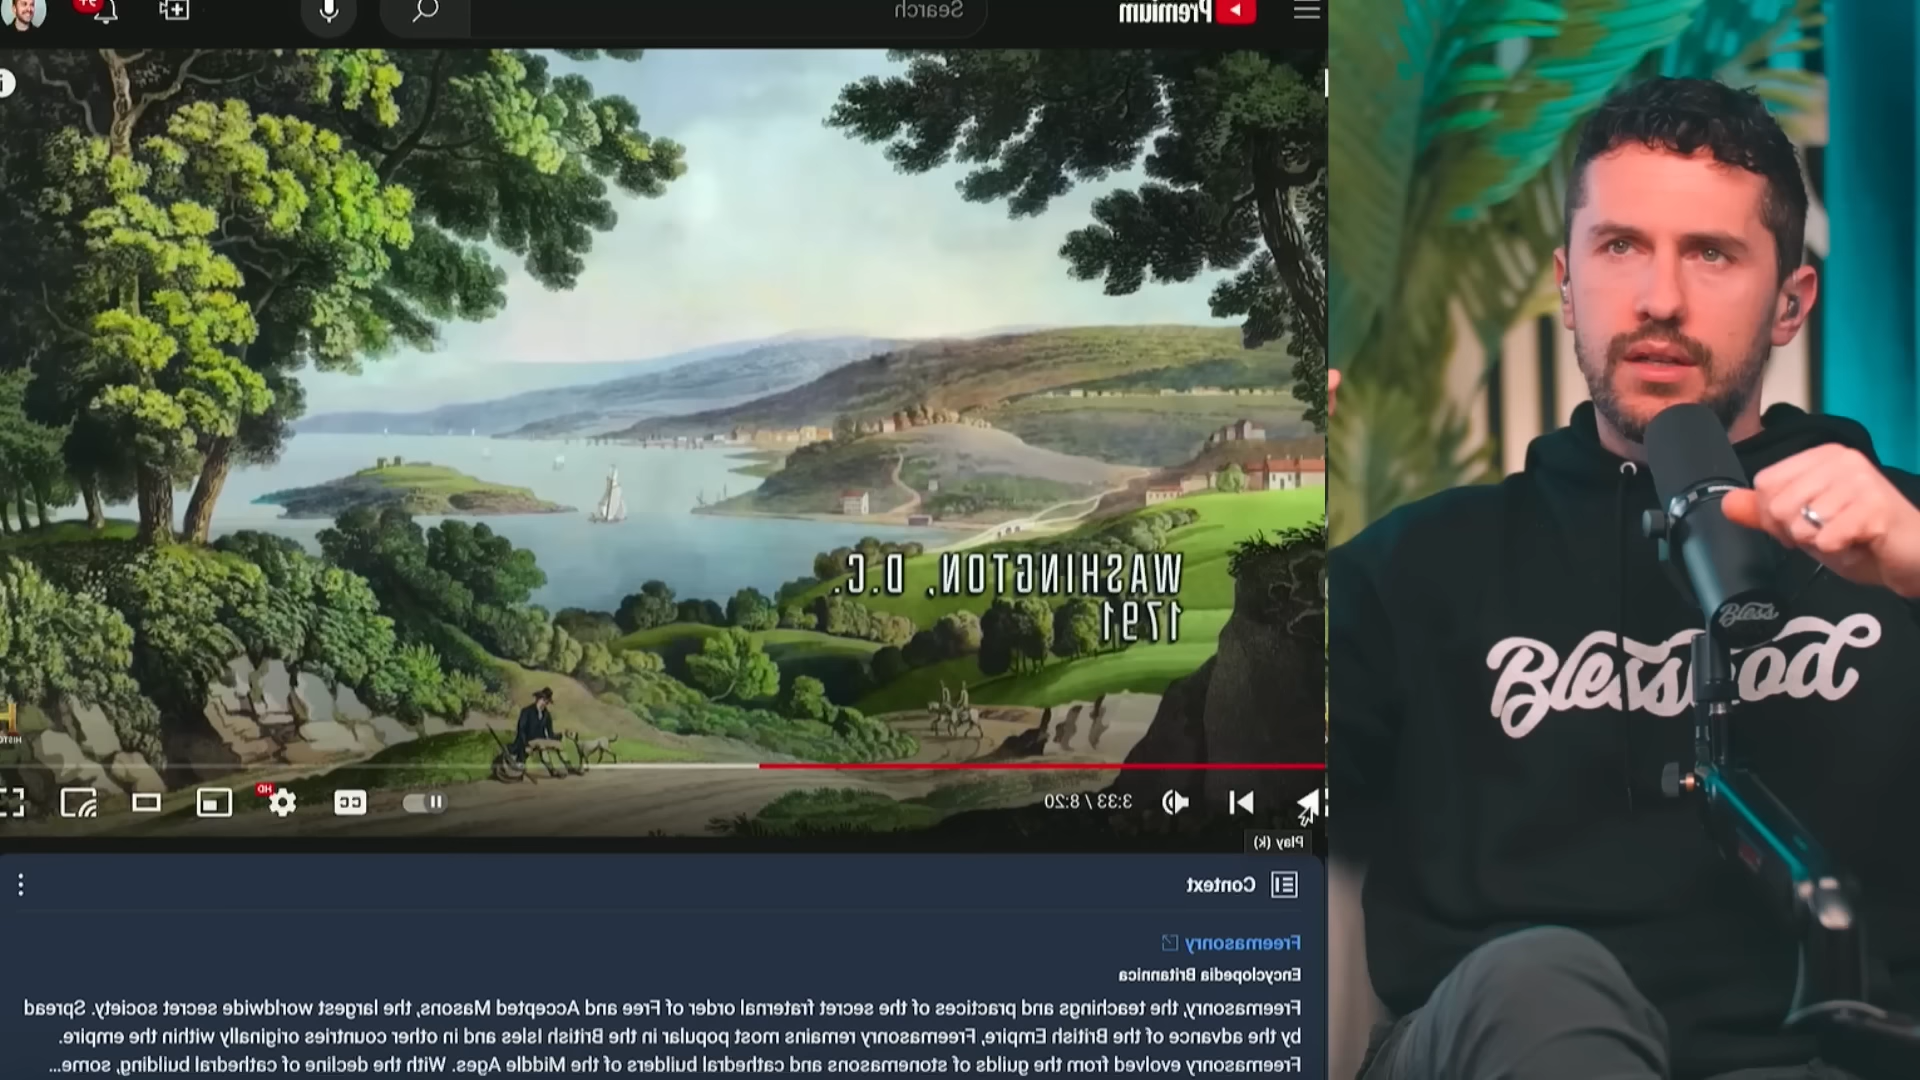 Premium
Search
9+
WASHINGTON, D.C.
1791
HD
CC
3:33 / 8:20
Play (k)
Context
Freemasonry
Encyclopedia Britannica
Freemasonry, the teachings and practices of the secret fraternal order of Free and Accepted Masons, the largest worldwide secret society. Spread
by the advance of the British Empire, Freemasonry remains most popular in the British Isles and in other countries originally within the empire.
Freemasonry evolved from the guilds of stonemasons and cathedral builders of the Middle Ages. With the decline of cathedral building, some...
Bless